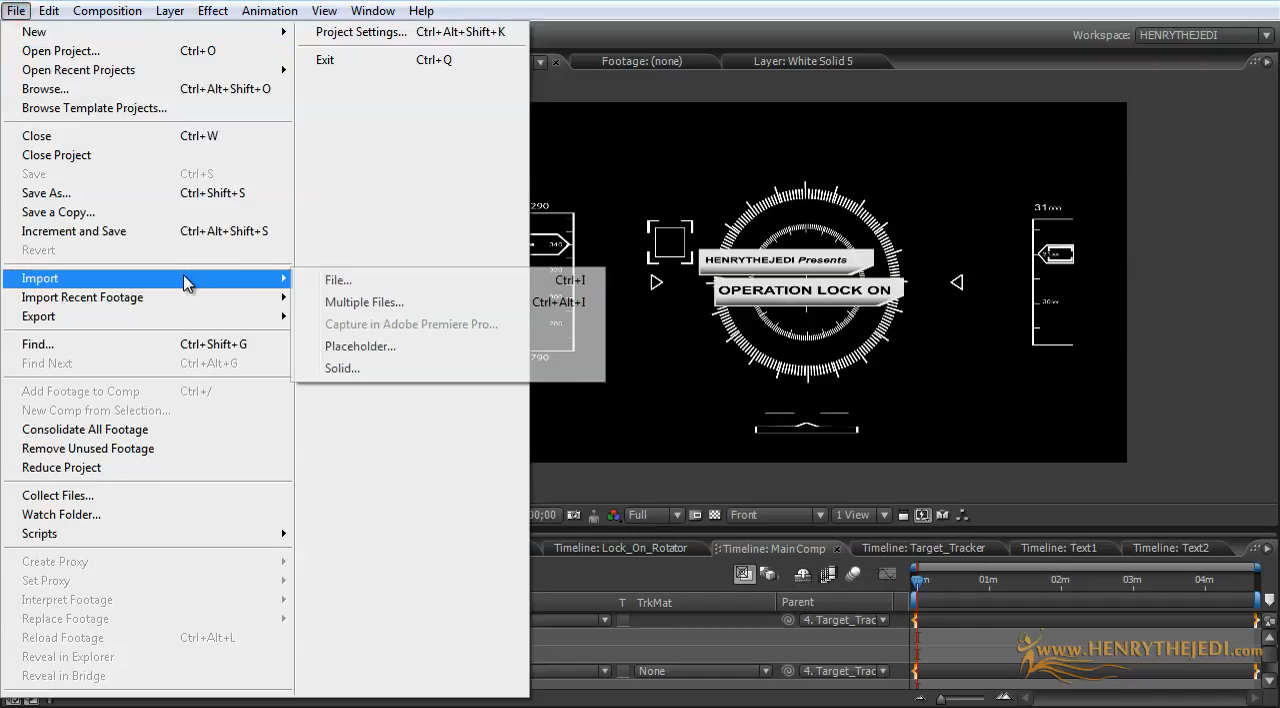 File Edit Composition Layer Effect Animation View Window Help
New
Open Project... Ctrl+O
Open Recent Projects
Browse... Ctrl+Alt+Shift+O
Browse Template Projects...
Close Ctrl+W
Close Project
Save Ctrl+S
Save As... Ctrl+Shift+S
Save a Copy...
Increment and Save Ctrl+Alt+Shift+S
Revert
Import
Import Recent Footage
Export
Find... Ctrl+Shift+G
Find Next Ctrl+Alt+G
Add Footage to Comp Ctrl+/
New Comp from Selection...
Consolidate All Footage
Remove Unused Footage
Reduce Project
Collect Files...
Watch Folder...
Scripts
Create Proxy
Set Proxy
Interpret Footage
Replace Footage
Reload Footage Ctrl+Alt+L
Reveal in Explorer
Reveal in Bridge
Project Settings... Ctrl+Alt+Shift+K
Exit Ctrl+Q
File... Ctrl+I
Multiple Files... Ctrl+Alt+I
Capture in Adobe Premiere Pro...
Placeholder...
Solid...
Workspace: HENRYTHEJEDI
Footage: (none) Layer: White Solid 5
290
340
200
790
HENRYTHEJEDI Presents
OPERATION LOCK ON
31000
30000
00;00 Full Front 1 View
Timeline: Lock_On_Rotator Timeline: MainComp Timeline: Target_Tracker Timeline: Text1 Timeline: Text2
01m 02m 03m 04m
T TrkMat Parent
4. Target_Trac
None 4. Target_Trac
www.HENRYTHEJEDI.com